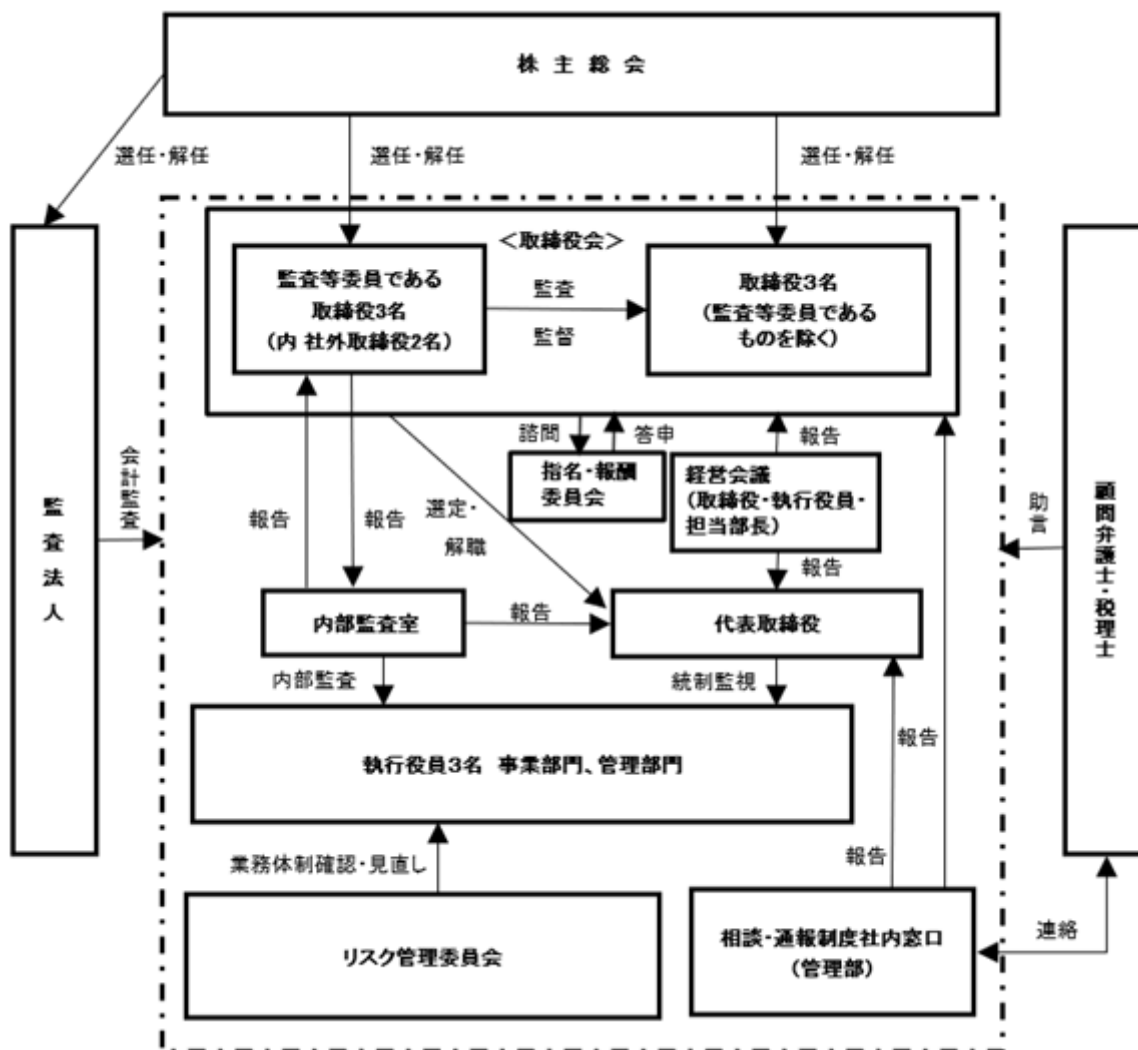 株 主 総 会
選任・解任
選任・解任
選任・解任
＜取締役会＞
監査等委員である
取締役3名
（内 社外取締役2名）
監査
監督
取締役3名
（監査等委員である
ものを除く）
諮問
答申
報告
指名・報酬
委員会
経営会議
（取締役・執行役員・
担当部長）
会計監査
監査法人
報告
報告
選定・
解職
報告
助言
顧問弁護士・税理士
内部監査室
報告
代表取締役
内部監査
統制監視
執行役員3名 事業部門、管理部門
報告
業務体制確認・見直し
報告
リスク管理委員会
相談・通報制度社内窓口
（管理部）
連絡